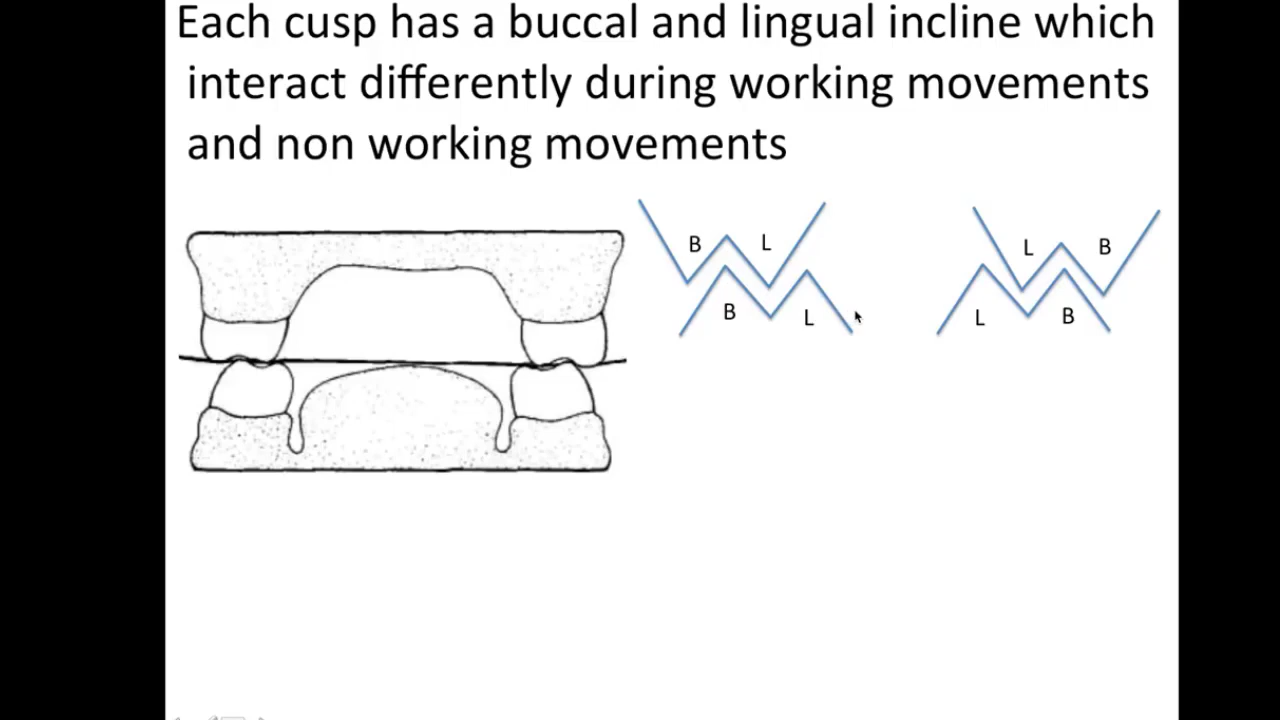 Each cusp has a buccal and lingual incline which
interact differently during working movements
and non working movements
B L L B
B L L B